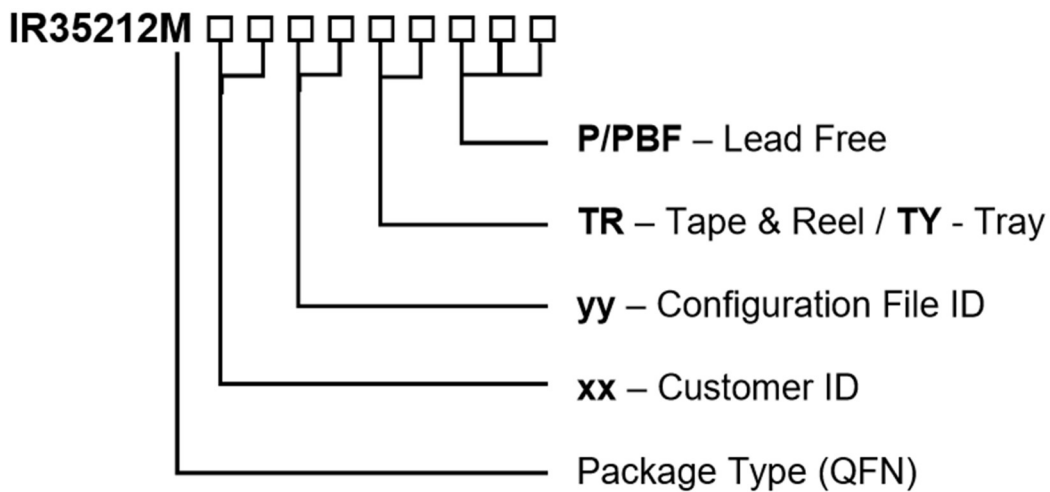 IR35212M □ □ □ □ □ □ □ □ □
P/PBF – Lead Free
TR – Tape & Reel / TY - Tray
yy – Configuration File ID
xx – Customer ID
Package Type (QFN)